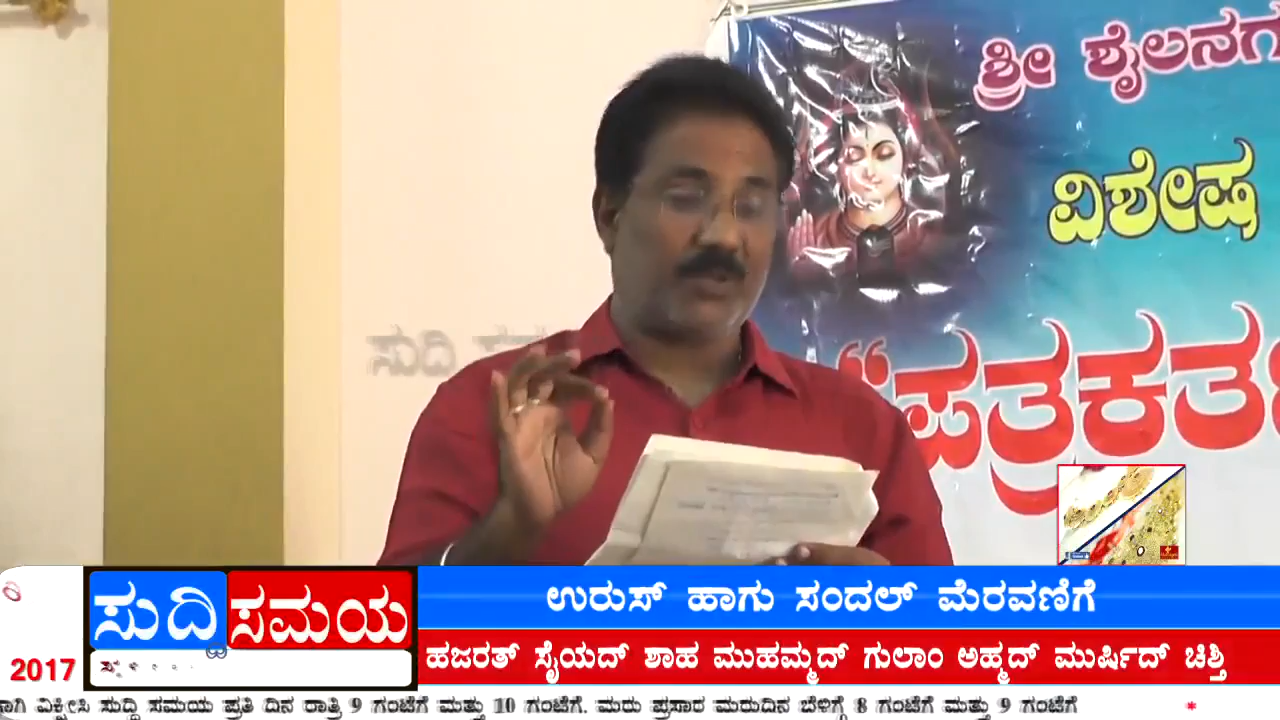 ಶ್ರೀ ಶೈಲನಗ
ವಿಶೇಷ
"ಪತ್ರಕರ್ತ
ಸುದ್ದಿ
ಸುದ್ದಿ ಸಮಯ
ಉರುಸ್ ಹಾಗು ಸಂದಲ್ ಮೆರವಣಿಗೆ
ಹಜರತ್ ಸೈಯದ್ ಶಾಹ ಮುಹಮ್ಮದ್ ಗುಲಾಂ ಅಹ್ಮದ್ ಮುರ್ಷಿದ್ ಚಿಶ್ತಿ
2017
ವಿಕ್ಷೀಸಿ ಸುದ್ದಿ ಸಮಯ ಪ್ರತಿ ದಿನ ರಾತ್ರಿ 9 ಗಂಟೆಗೆ ಮತ್ತು 10 ಗಂಟೆಗೆ. ಮರು ಪ್ರಸಾರ ಮರುದಿನ ಬೆಳಿಗ್ಗೆ 8 ಗಂಟೆಗೆ ಮತ್ತು 9 ಗಂಟೆಗೆ *